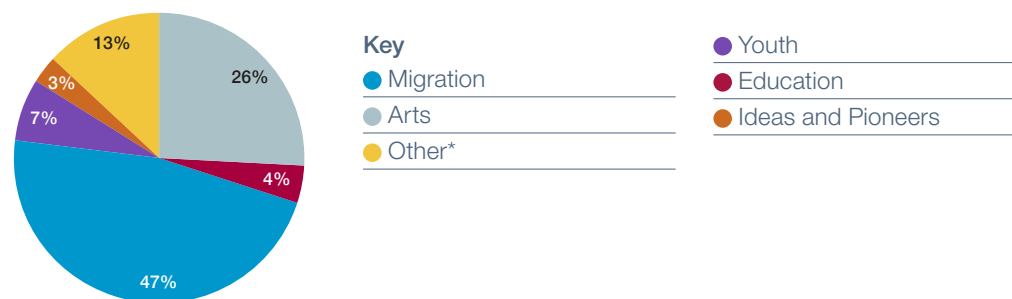 13%
26%
3%
7%
4%
47%
Key
Migration
Arts
Other*
Youth
Education
Ideas and Pioneers